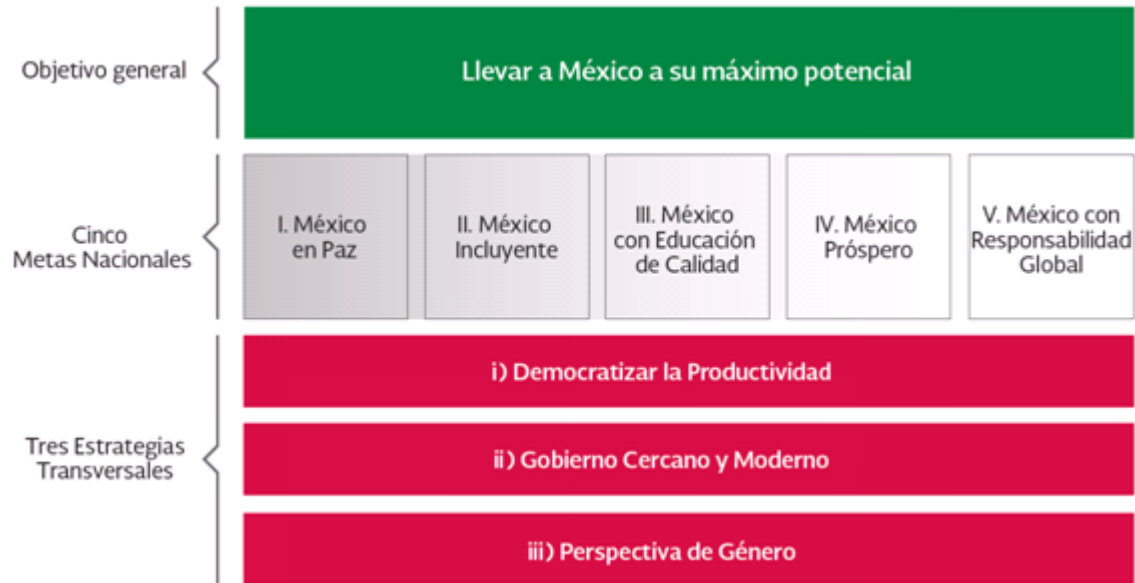 Objetivo general
Llevar a México a su máximo potencial
Cinco
Metas Nacionales
I. México
en Paz
II. México
Incluyente
III. México
con Educación
de Calidad
IV. México
Próspero
V. México con
Responsabilidad
Global
Tres Estrategias
Transversales
i) Democratizar la Productividad
ii) Gobierno Cercano y Moderno
iii) Perspectiva de Género